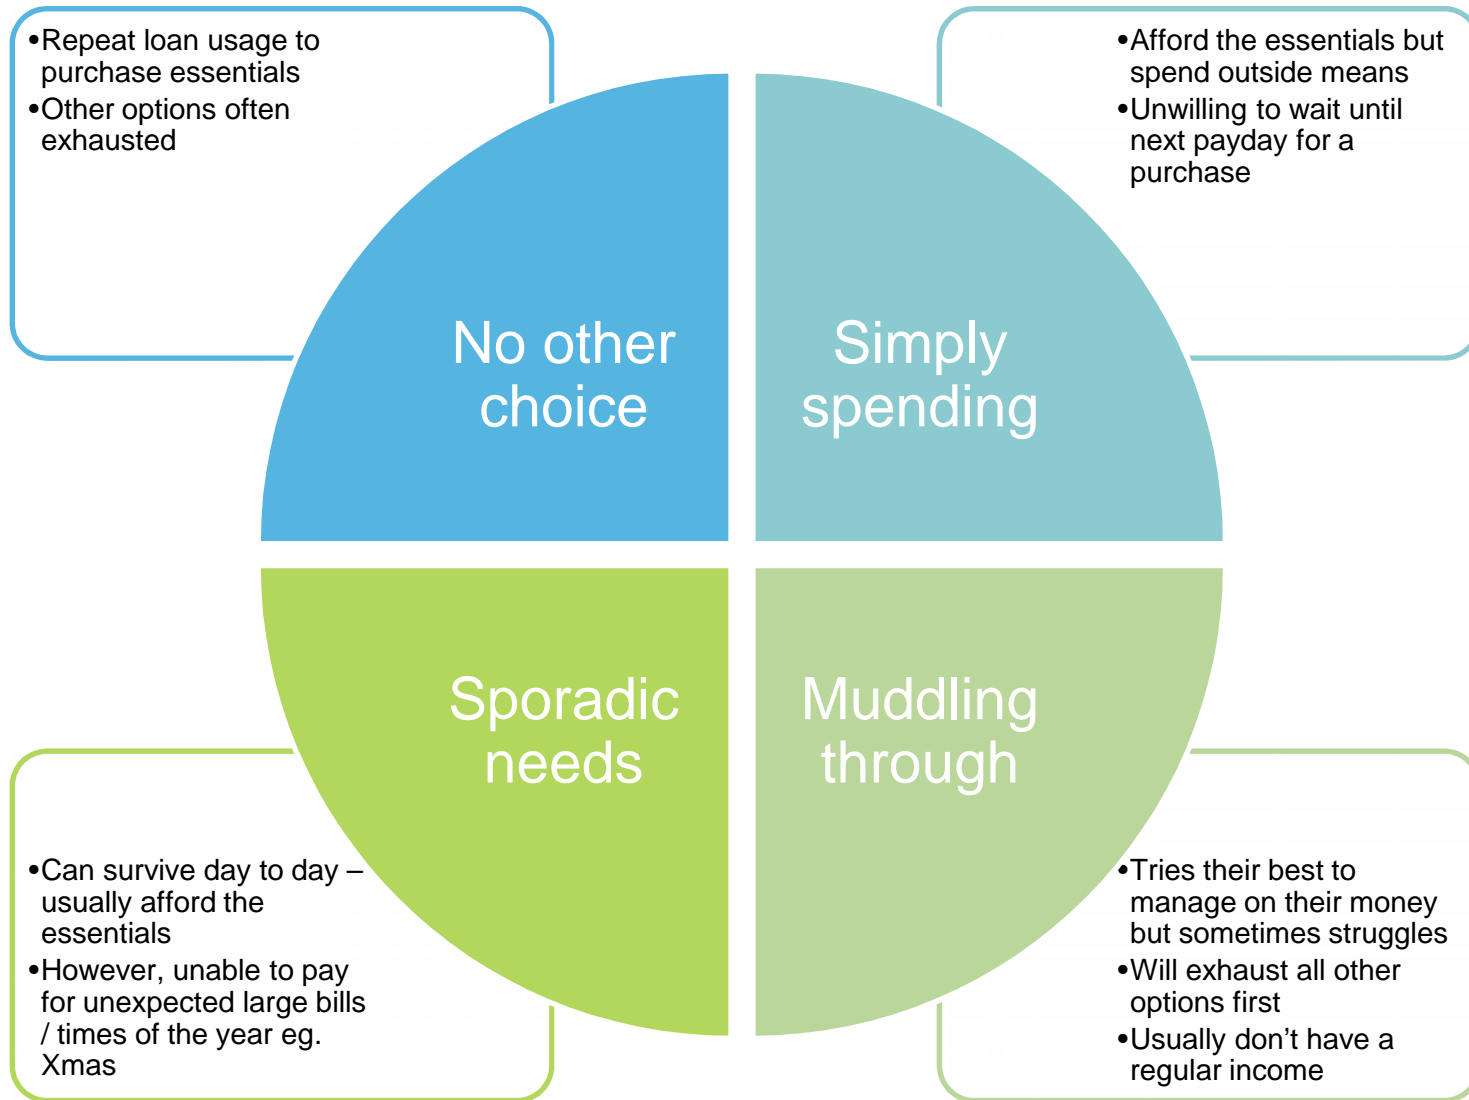 •Repeat loan usage to
purchase essentials
•Other options often
exhausted
•Afford the essentials but
spend outside means
•Unwilling to wait until
next payday for a
purchase
No other
choice
Simply
spending
Sporadic
needs
Muddling
through
•Can survive day to day –
usually afford the
essentials
•However, unable to pay
for unexpected large bills
/ times of the year eg.
Xmas
•Tries their best to
manage on their money
but sometimes struggles
•Will exhaust all other
options first
•Usually don’t have a
regular income